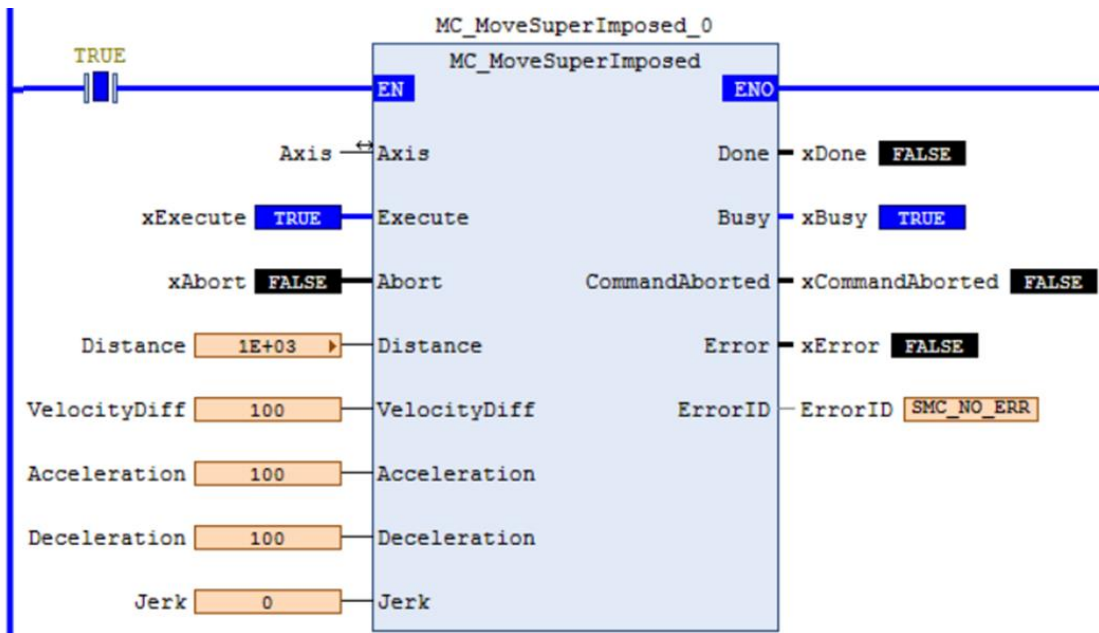 MC_MoveSuperImposed_0
TRUE
MC_MoveSuperImposed
EN ENO
Axis Axis Done xDone FALSE
xExecute TRUE Execute Busy xBusy TRUE
xAbort FALSE Abort CommandAborted xCommandAborted FALSE
Distance 1E+03 Distance Error xError FALSE
VelocityDiff 100 VelocityDiff ErrorID ErrorID SMC_NO_ERR
Acceleration 100 Acceleration
Deceleration 100 Deceleration
Jerk 0 Jerk